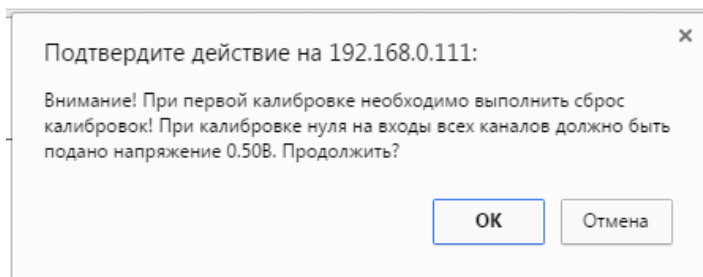 Подтвердите действие на 192.168.0.111:
Внимание! При первой калибровке необходимо выполнить сброс
калибровок! При калибровке нуля на входы всех каналов должно быть
подано напряжение 0.50В. Продолжить?
ОК Отмена